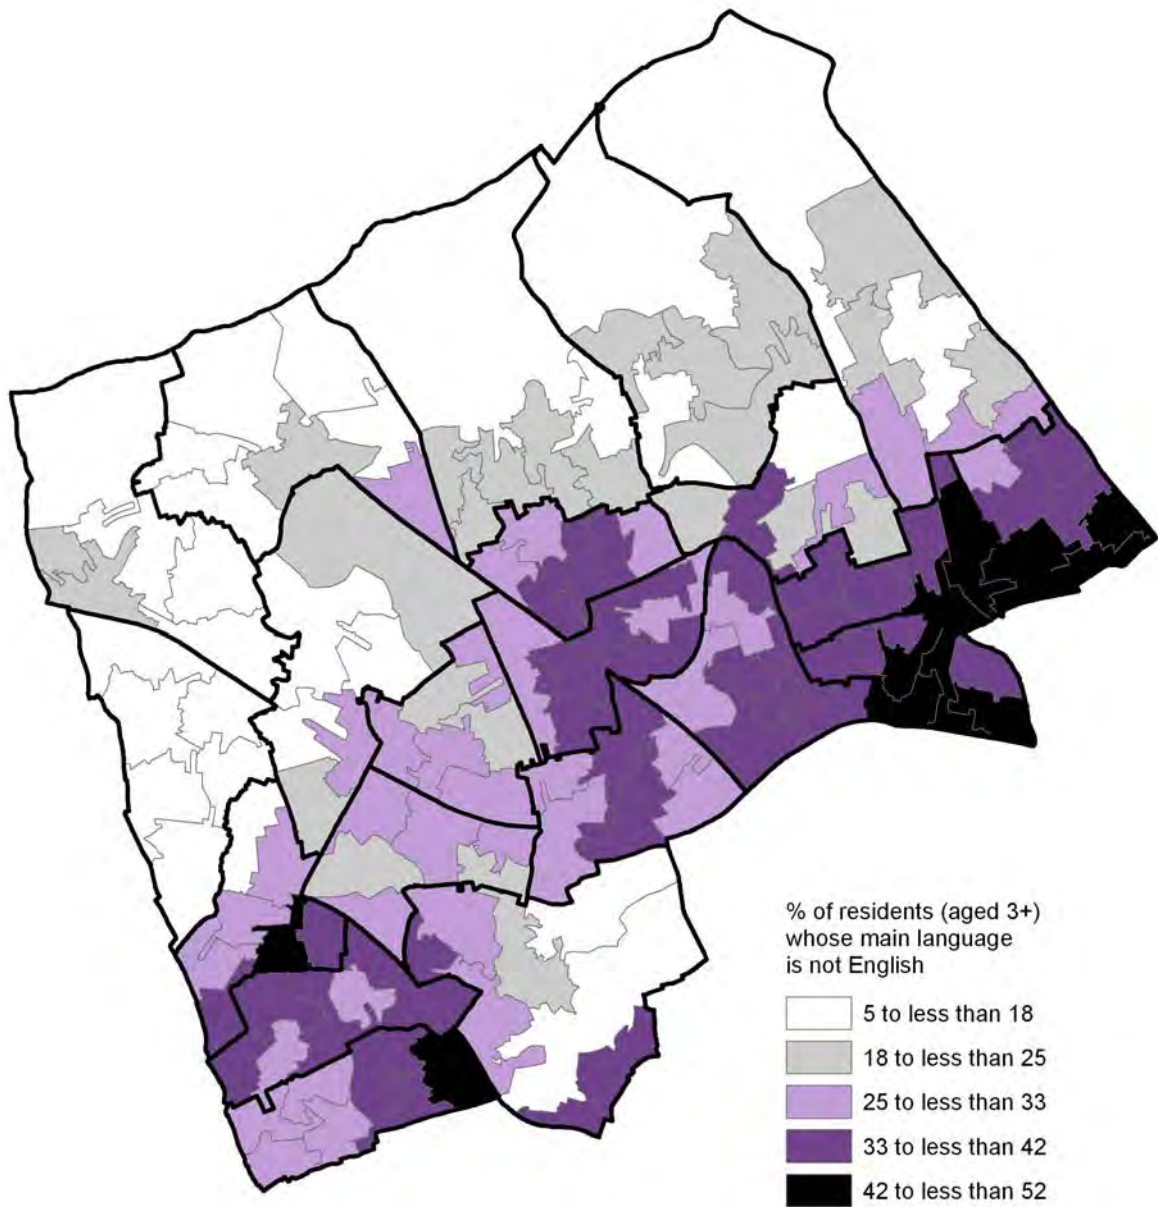 % of residents (aged 3+)
whose main language
is not English
5 to less than 18
18 to less than 25
25 to less than 33
33 to less than 42
42 to less than 52